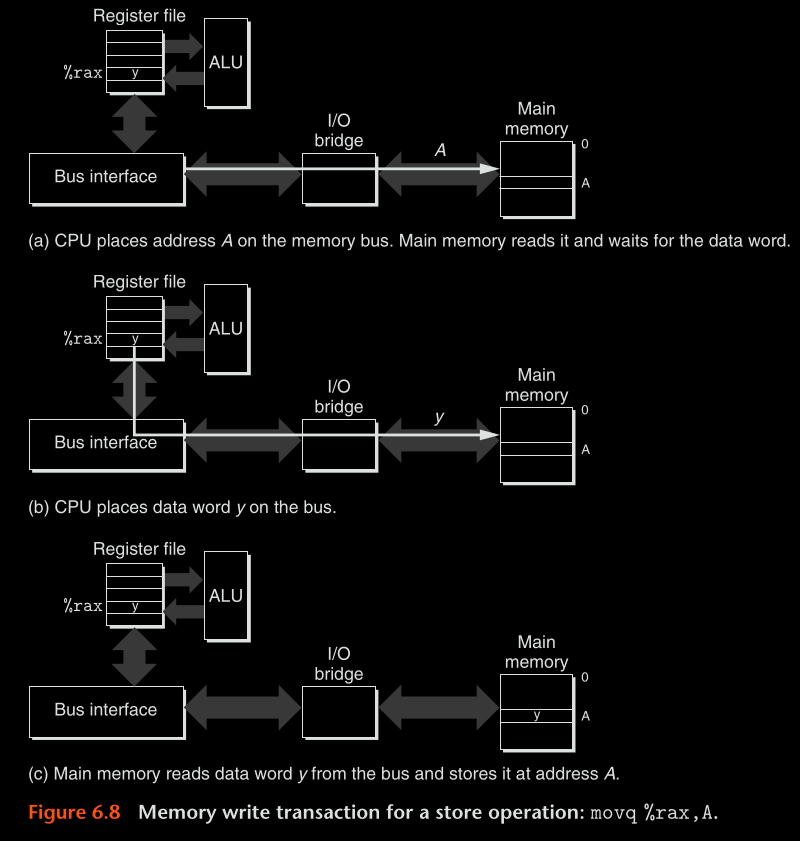 Register file
ALU
%rax
y
I/O
bridge
Main
memory
0
A
A
Bus interface
(a) CPU places address A on the memory bus. Main memory reads it and waits for the data word.
Register file
ALU
%rax
y
I/O
bridge
Main
memory
0
y
A
Bus interface
(b) CPU places data word y on the bus.
Register file
ALU
%rax
y
I/O
bridge
Main
memory
0
Bus interface
y
A
(c) Main memory reads data word y from the bus and stores it at address A.
Figure 6.8 Memory write transaction for a store operation: movq %rax,A.